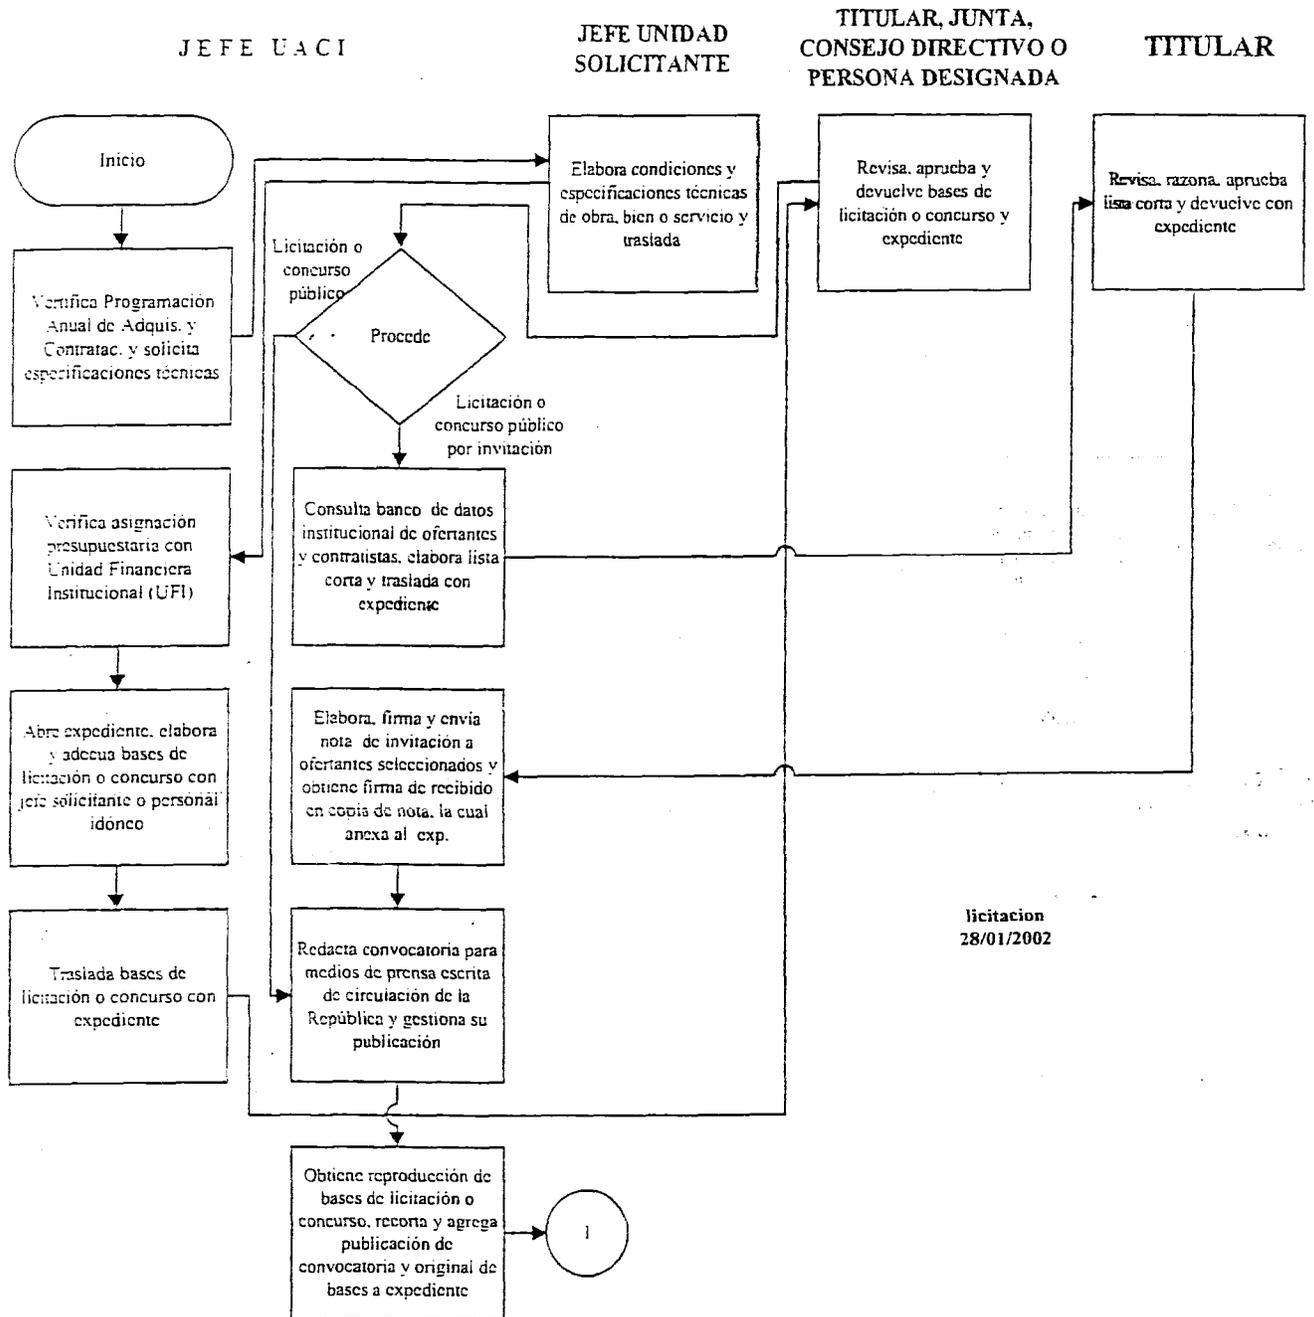 JEFE UACI
JEFE UNIDAD
SOLICITANTE
TITULAR, JUNTA,
CONSEJO DIRECTIVO O
PERSONA DESIGNADA
TITULAR
Inicio
Verifica Programación
Anual de Adquis. y
Contratac. y solicita
especificaciones técnicas
Verifica asignación
presupuestaria con
Unidad Financiera
Institucional (UFI)
Abre expediente, elabora
y adecua bases de
licitación o concurso con
jefe solicitante o personal
idóneo
Traslada bases de
licitación o concurso con
expediente
Licitación o
concurso
público
Procede
Licitación o
concurso público
por invitación
Consulta banco de datos
institucional de ofertantes
y contratistas, elabora lista
corta y traslada con
expediente
Elabora, firma y envía
nota de invitación a
ofertantes seleccionados y
obtiene firma de recibido
en copia de nota, la cual
anexa al exp.
Redacta convocatoria para
medios de prensa escrita
de circulación de la
República y gestiona su
publicación
Obtiene reproducción de
bases de licitación o
concurso, recorta y agrega
publicación de
convocatoria y original de
bases a expediente
1
Elabora condiciones y
especificaciones técnicas
de obra, bien o servicio y
traslada
Revisa, aprueba y
devuelve bases de
licitación o concurso y
expediente
Revisa, razona, aprueba
lista corta y devuelve con
expediente
licitacion
28/01/2002